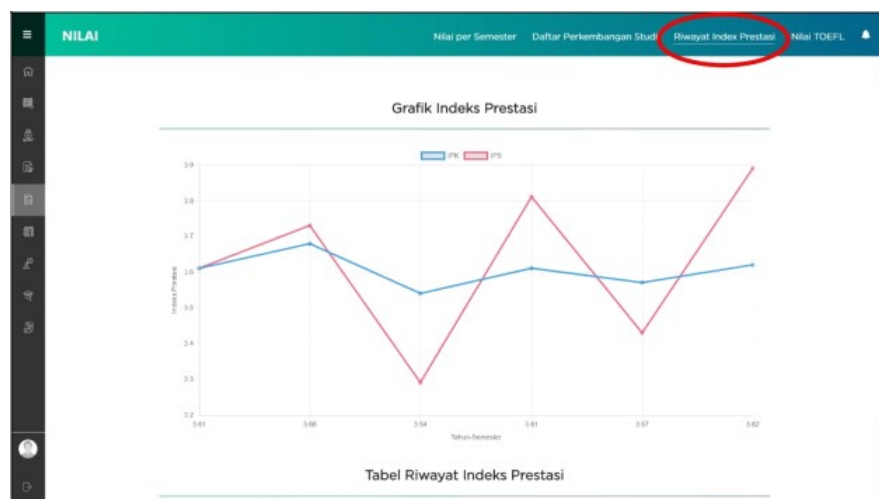 NILAI
Nilai per Semester Daftar Perkembangan Studi Riwayat Index Prestasi Nilai TOEFL
Grafik Indeks Prestasi
IPK IPS
3.9
3.8
3.7
3.6
3.5
3.4
3.3
3.2
Indeks Prestasi
3.61 3.68 3.54 3.61 3.57 3.62
Tahun-Semester
Tabel Riwayat Indeks Prestasi